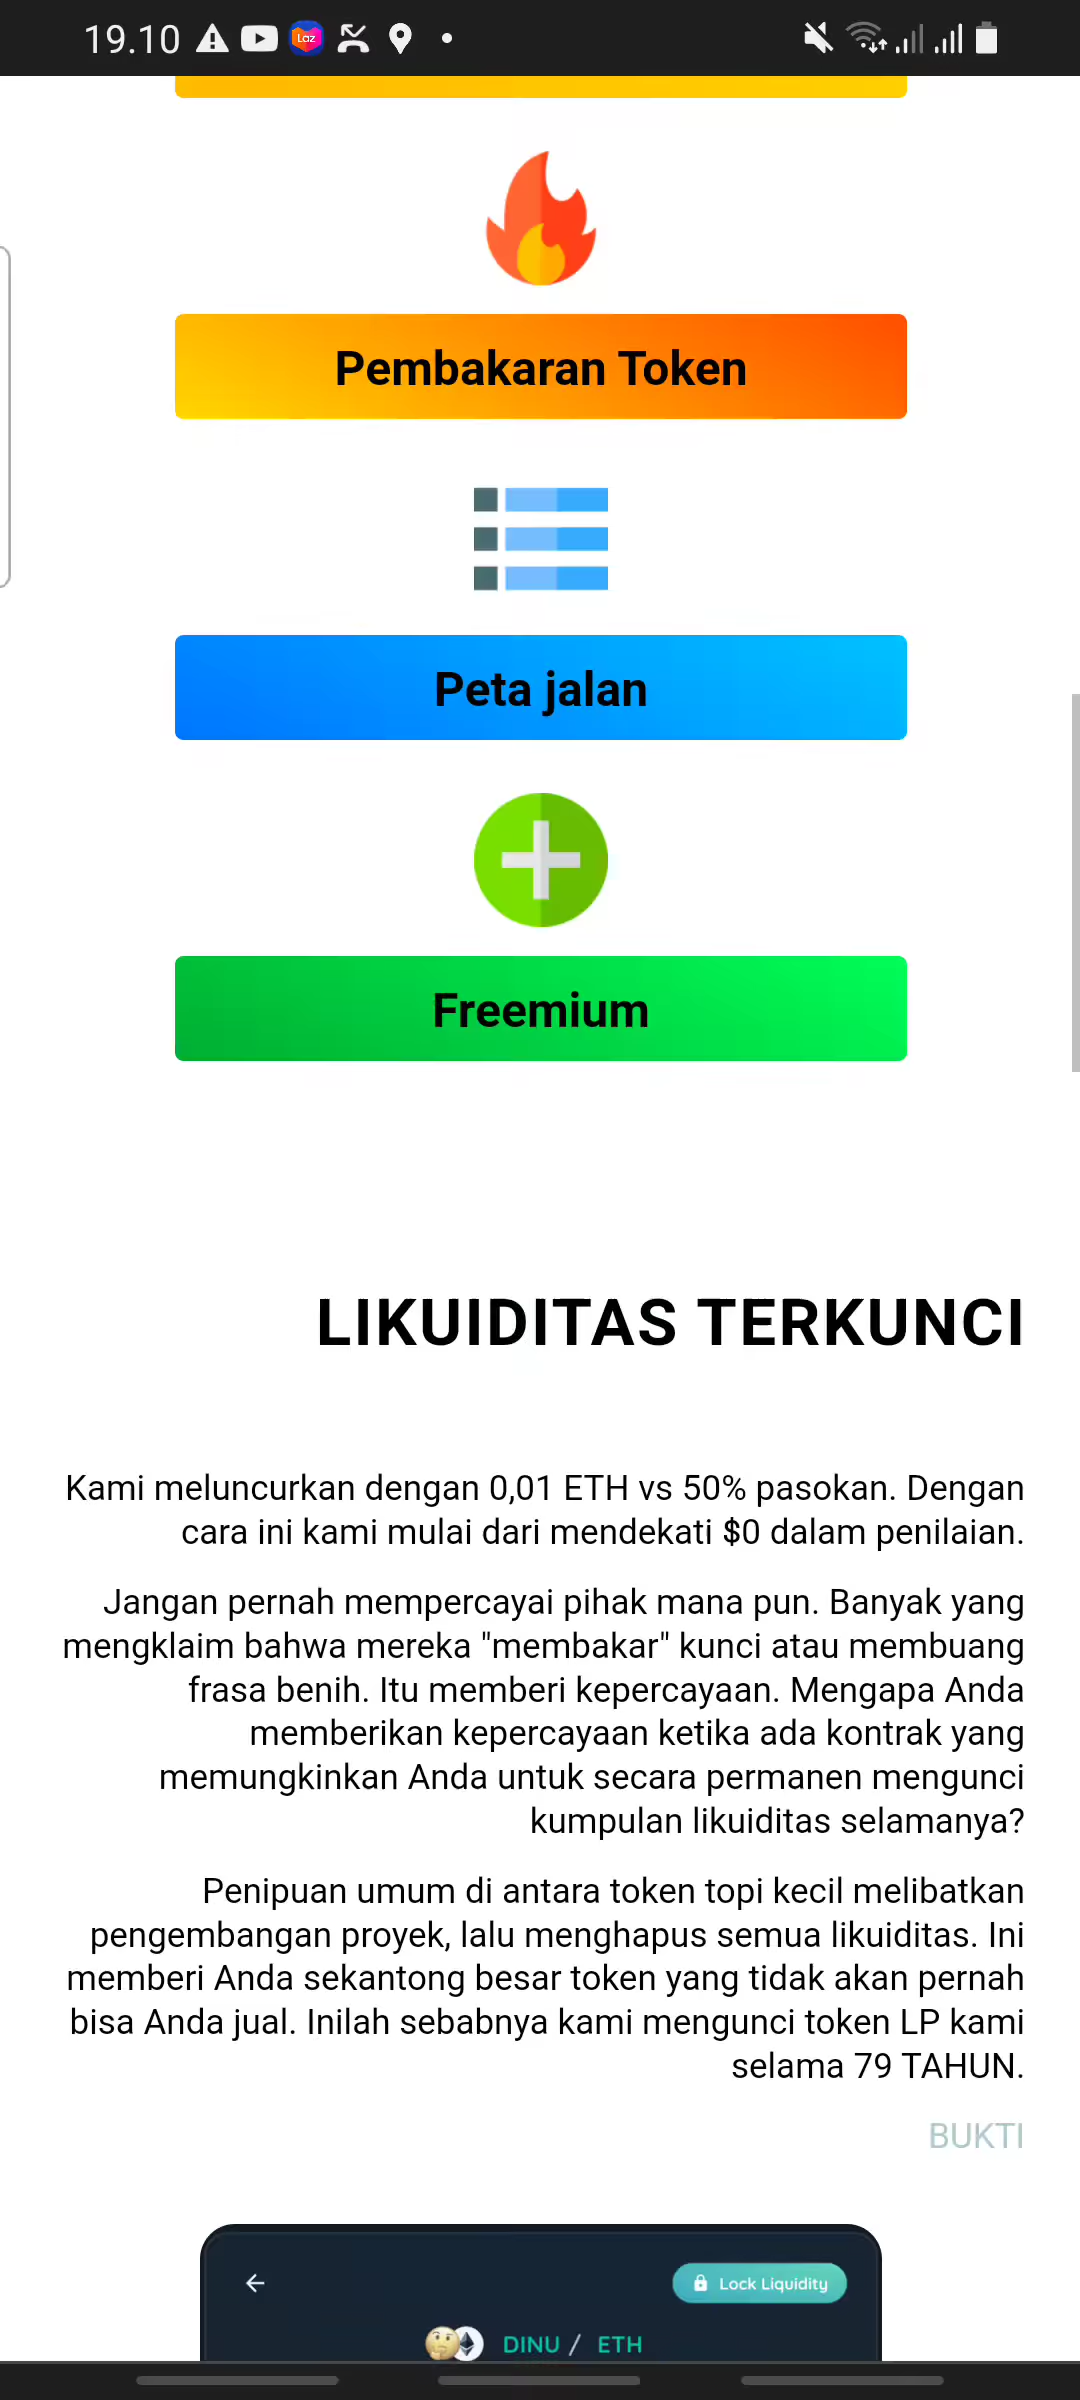 19.10
Laz
Pembakaran Token
Peta jalan
Freemium
LIKUIDITAS TERKUNCI
Kami meluncurkan dengan 0,01 ETH vs 50% pasokan. Dengan
cara ini kami mulai dari mendekati $0 dalam penilaian.
Jangan pernah mempercayai pihak mana pun. Banyak yang
mengklaim bahwa mereka "membakar" kunci atau membuang
frasa benih. Itu memberi kepercayaan. Mengapa Anda
memberikan kepercayaan ketika ada kontrak yang
memungkinkan Anda untuk secara permanen mengunci
kumpulan likuiditas selamanya?
Penipuan umum di antara token topi kecil melibatkan
pengembangan proyek, lalu menghapus semua likuiditas. Ini
memberi Anda sekantong besar token yang tidak akan pernah
bisa Anda jual. Inilah sebabnya kami mengunci token LP kami
selama 79 TAHUN.
BUKTI
Lock Liquidity
DINU / ETH